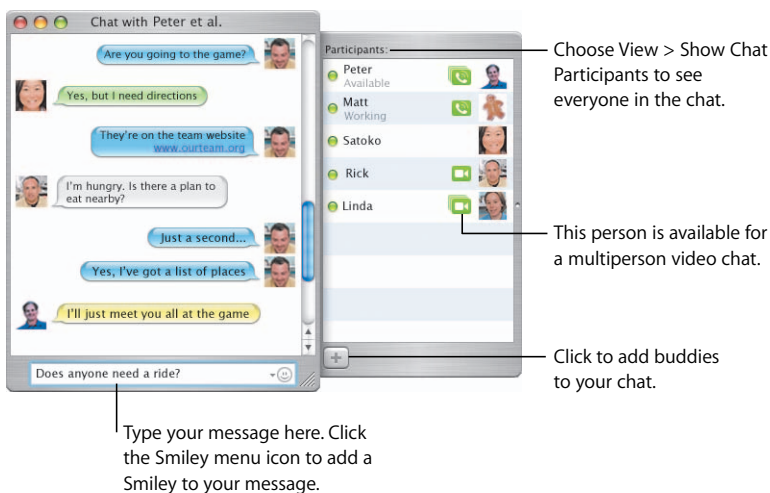 Chat with Peter et al.
Are you going to the game?
Yes, but I need directions
They're on the team website
www.ourteam.org
I'm hungry. Is there a plan to
eat nearby?
Just a second...
Yes, I've got a list of places
I'll just meet you all at the game
Does anyone need a ride?
Participants:
Peter
Available
Matt
Working
Satoko
Rick
Linda
Choose View > Show Chat
Participants to see
everyone in the chat.
This person is available for
a multiperson video chat.
Click to add buddies
to your chat.
Type your message here. Click
the Smiley menu icon to add a
Smiley to your message.